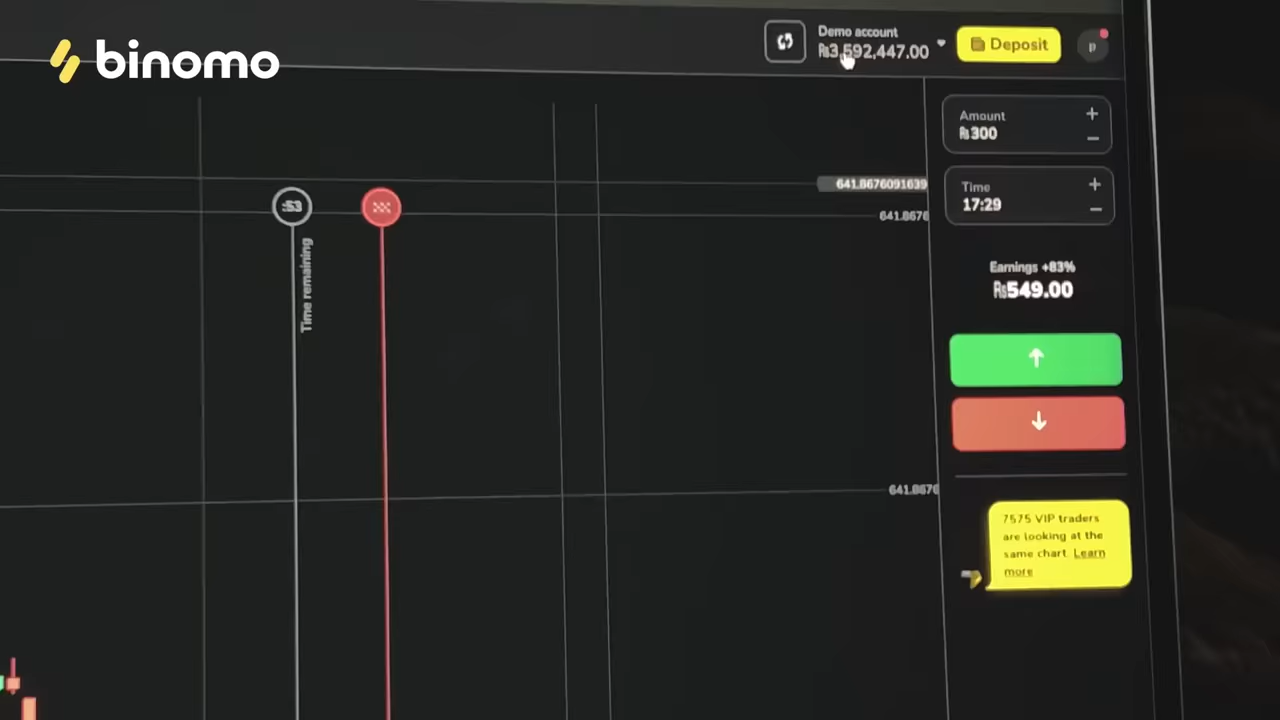 binomo
Demo account
₨3,592,447.00
Deposit
p
Amount
₨300
+
−
Time
17:29
+
−
:53
Time remaining
641.8676091639
641.8676
Earnings +83%
₨549.00
↑
↓
641.8676
7575 VIP traders
are looking at the
same chart. Learn
more